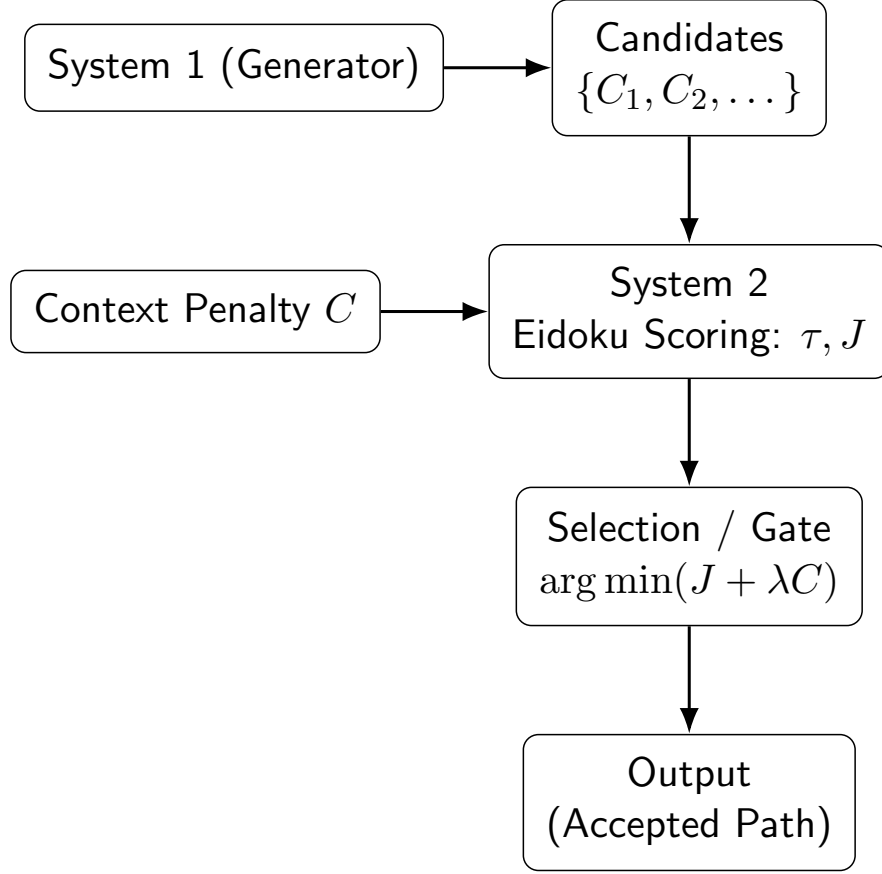 System 1 (Generator)
Candidates
{C₁, C₂, . . . }
Context Penalty C
System 2
Eidoku Scoring: τ, J
Selection / Gate
arg min(J + λC)
Output
(Accepted Path)